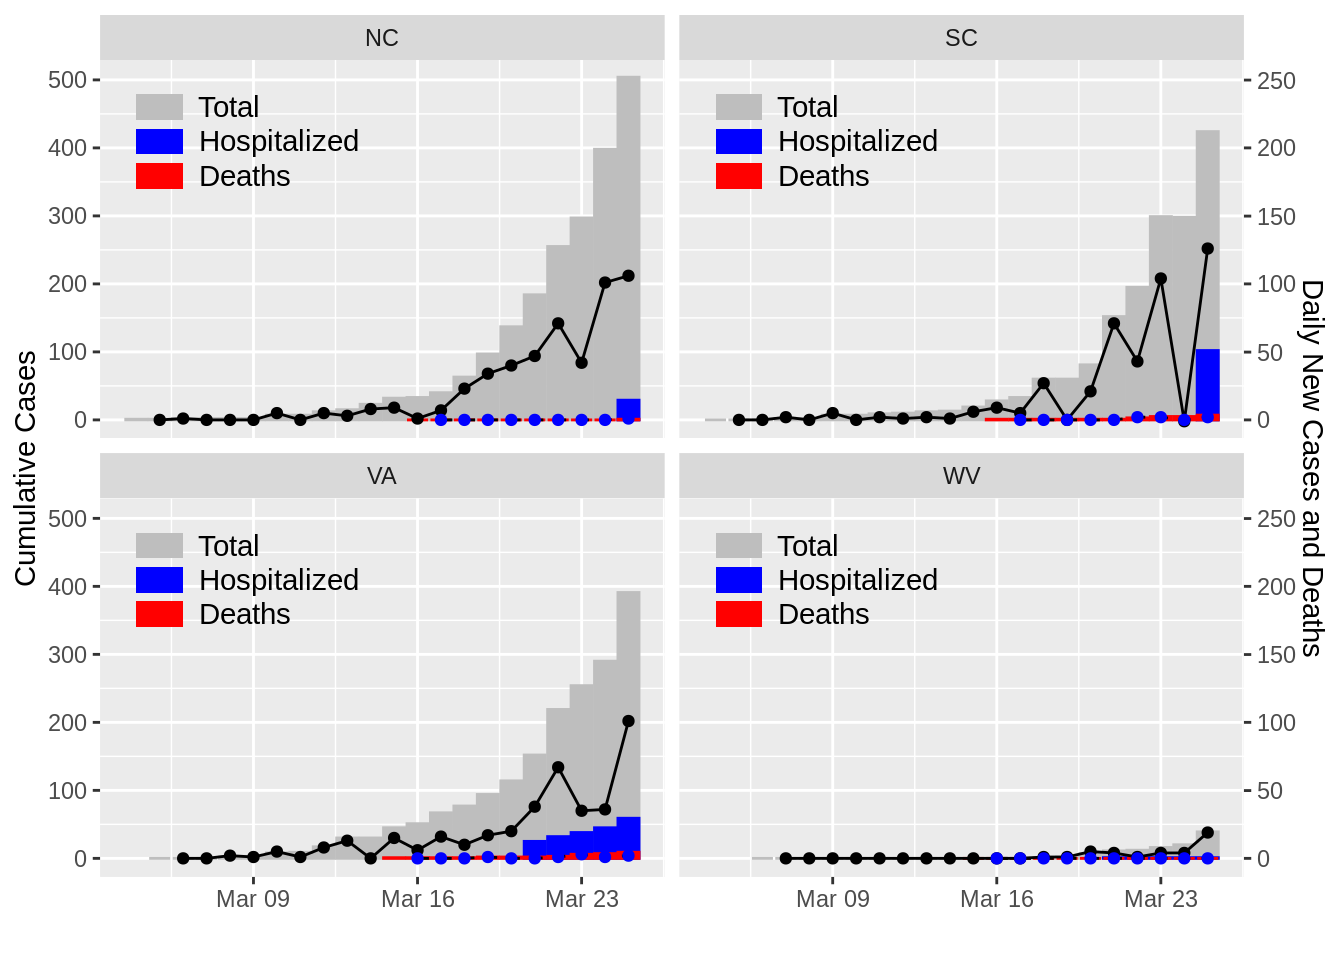 NC
SC
500
400
300
200
100
0
Total
Hospitalized
Deaths
Total
Hospitalized
Deaths
250
200
150
100
50
0
VA
WV
500
400
300
200
100
0
Total
Hospitalized
Deaths
Total
Hospitalized
Deaths
250
200
150
100
50
0
Mar 09
Mar 16
Mar 23
Mar 09
Mar 16
Mar 23
Cumulative Cases
Daily New Cases and Deaths